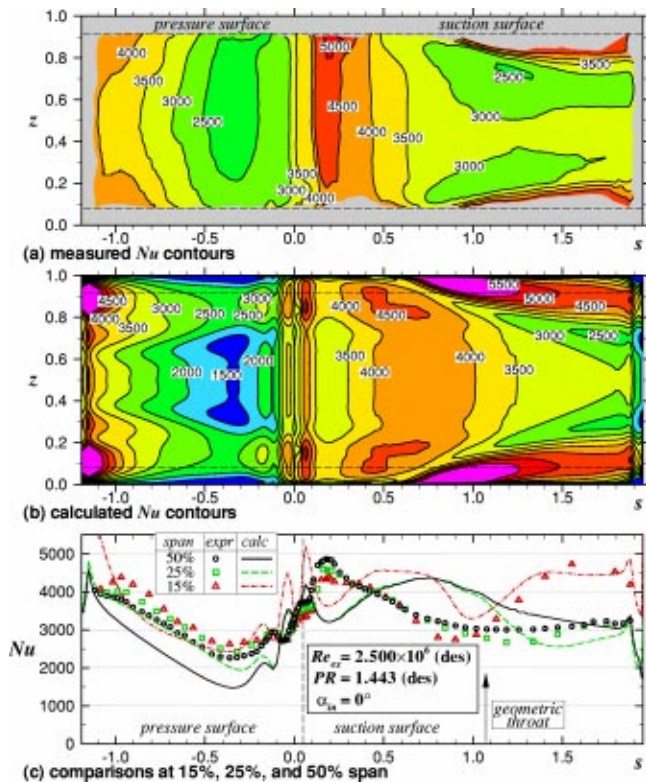 pressure surface suction surface
1.0
0.8
0.6
z
0.4
0.2
0.0
4000 3500 3000 2500 5000 4500 4000 3500 3000 2500 3500 3000
3500 3000 4000 3000
-1.0 -0.5 0.0 0.5 1.0 1.5 s
(a) measured Nu contours
1.0
0.8
0.6
z
0.4
0.2
0.0
4500 4000 3500 3000 2500 3000 2500 2000 1500 2000 4000 4500 3500 4000 4000 3500 5500 5000 4500 3000 2500
-1.0 -0.5 0.0 0.5 1.0 1.5 s
(b) calculated Nu contours
5000
4000
Nu
3000
2000
1000
0
span expr calc
50%
25%
15%
Re_ex = 2.500×10⁶ (des)
PR = 1.443 (des)
α_in = 0°
geometric
throat
pressure surface suction surface
-1.0 -0.5 0.0 0.5 1.0 1.5 s
(c) comparisons at 15%, 25%, and 50% span